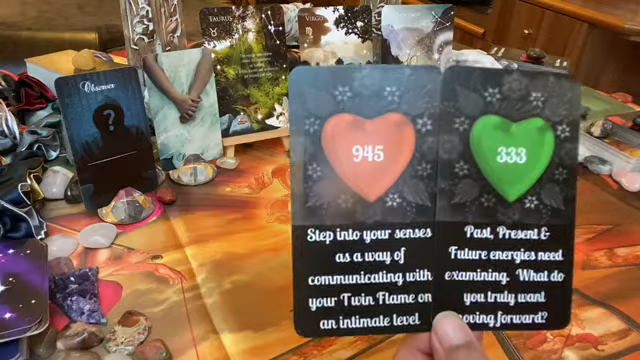 Observer
?
Taurus
Virgo
945
Step into your senses
as a way of
communicating with
your Twin Flame on
an intimate level
333
Past, Present &
Future energies need
examining. What do
you truly want
moving forward?